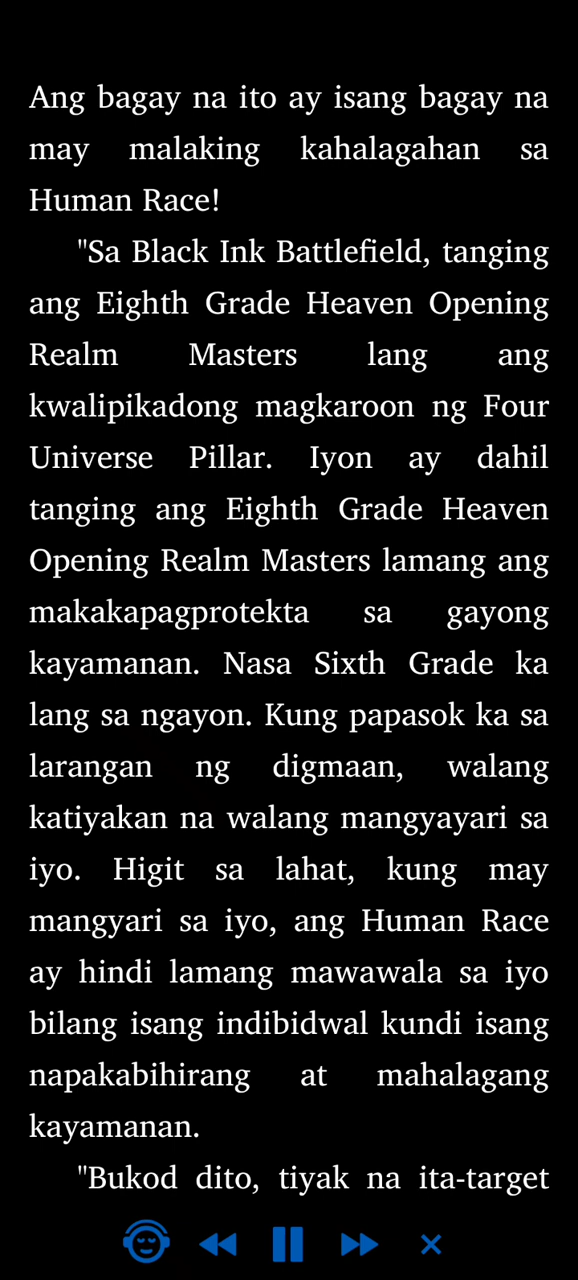 Ang bagay na ito ay isang bagay na
may malaking kahalagahan sa
Human Race!
"Sa Black Ink Battlefield, tanging
ang Eighth Grade Heaven Opening
Realm Masters lang ang
kwalipikadong magkaroon ng Four
Universe Pillar. Iyon ay dahil
tanging ang Eighth Grade Heaven
Opening Realm Masters lamang ang
makakapagprotekta sa gayong
kayamanan. Nasa Sixth Grade ka
lang sa ngayon. Kung papasok ka sa
larangan ng digmaan, walang
katiyakan na walang mangyayari sa
iyo. Higit sa lahat, kung may
mangyari sa iyo, ang Human Race
ay hindi lamang mawawala sa iyo
bilang isang indibidwal kundi isang
napakabihirang at mahalagang
kayamanan.
"Bukod dito, tiyak na ita-target